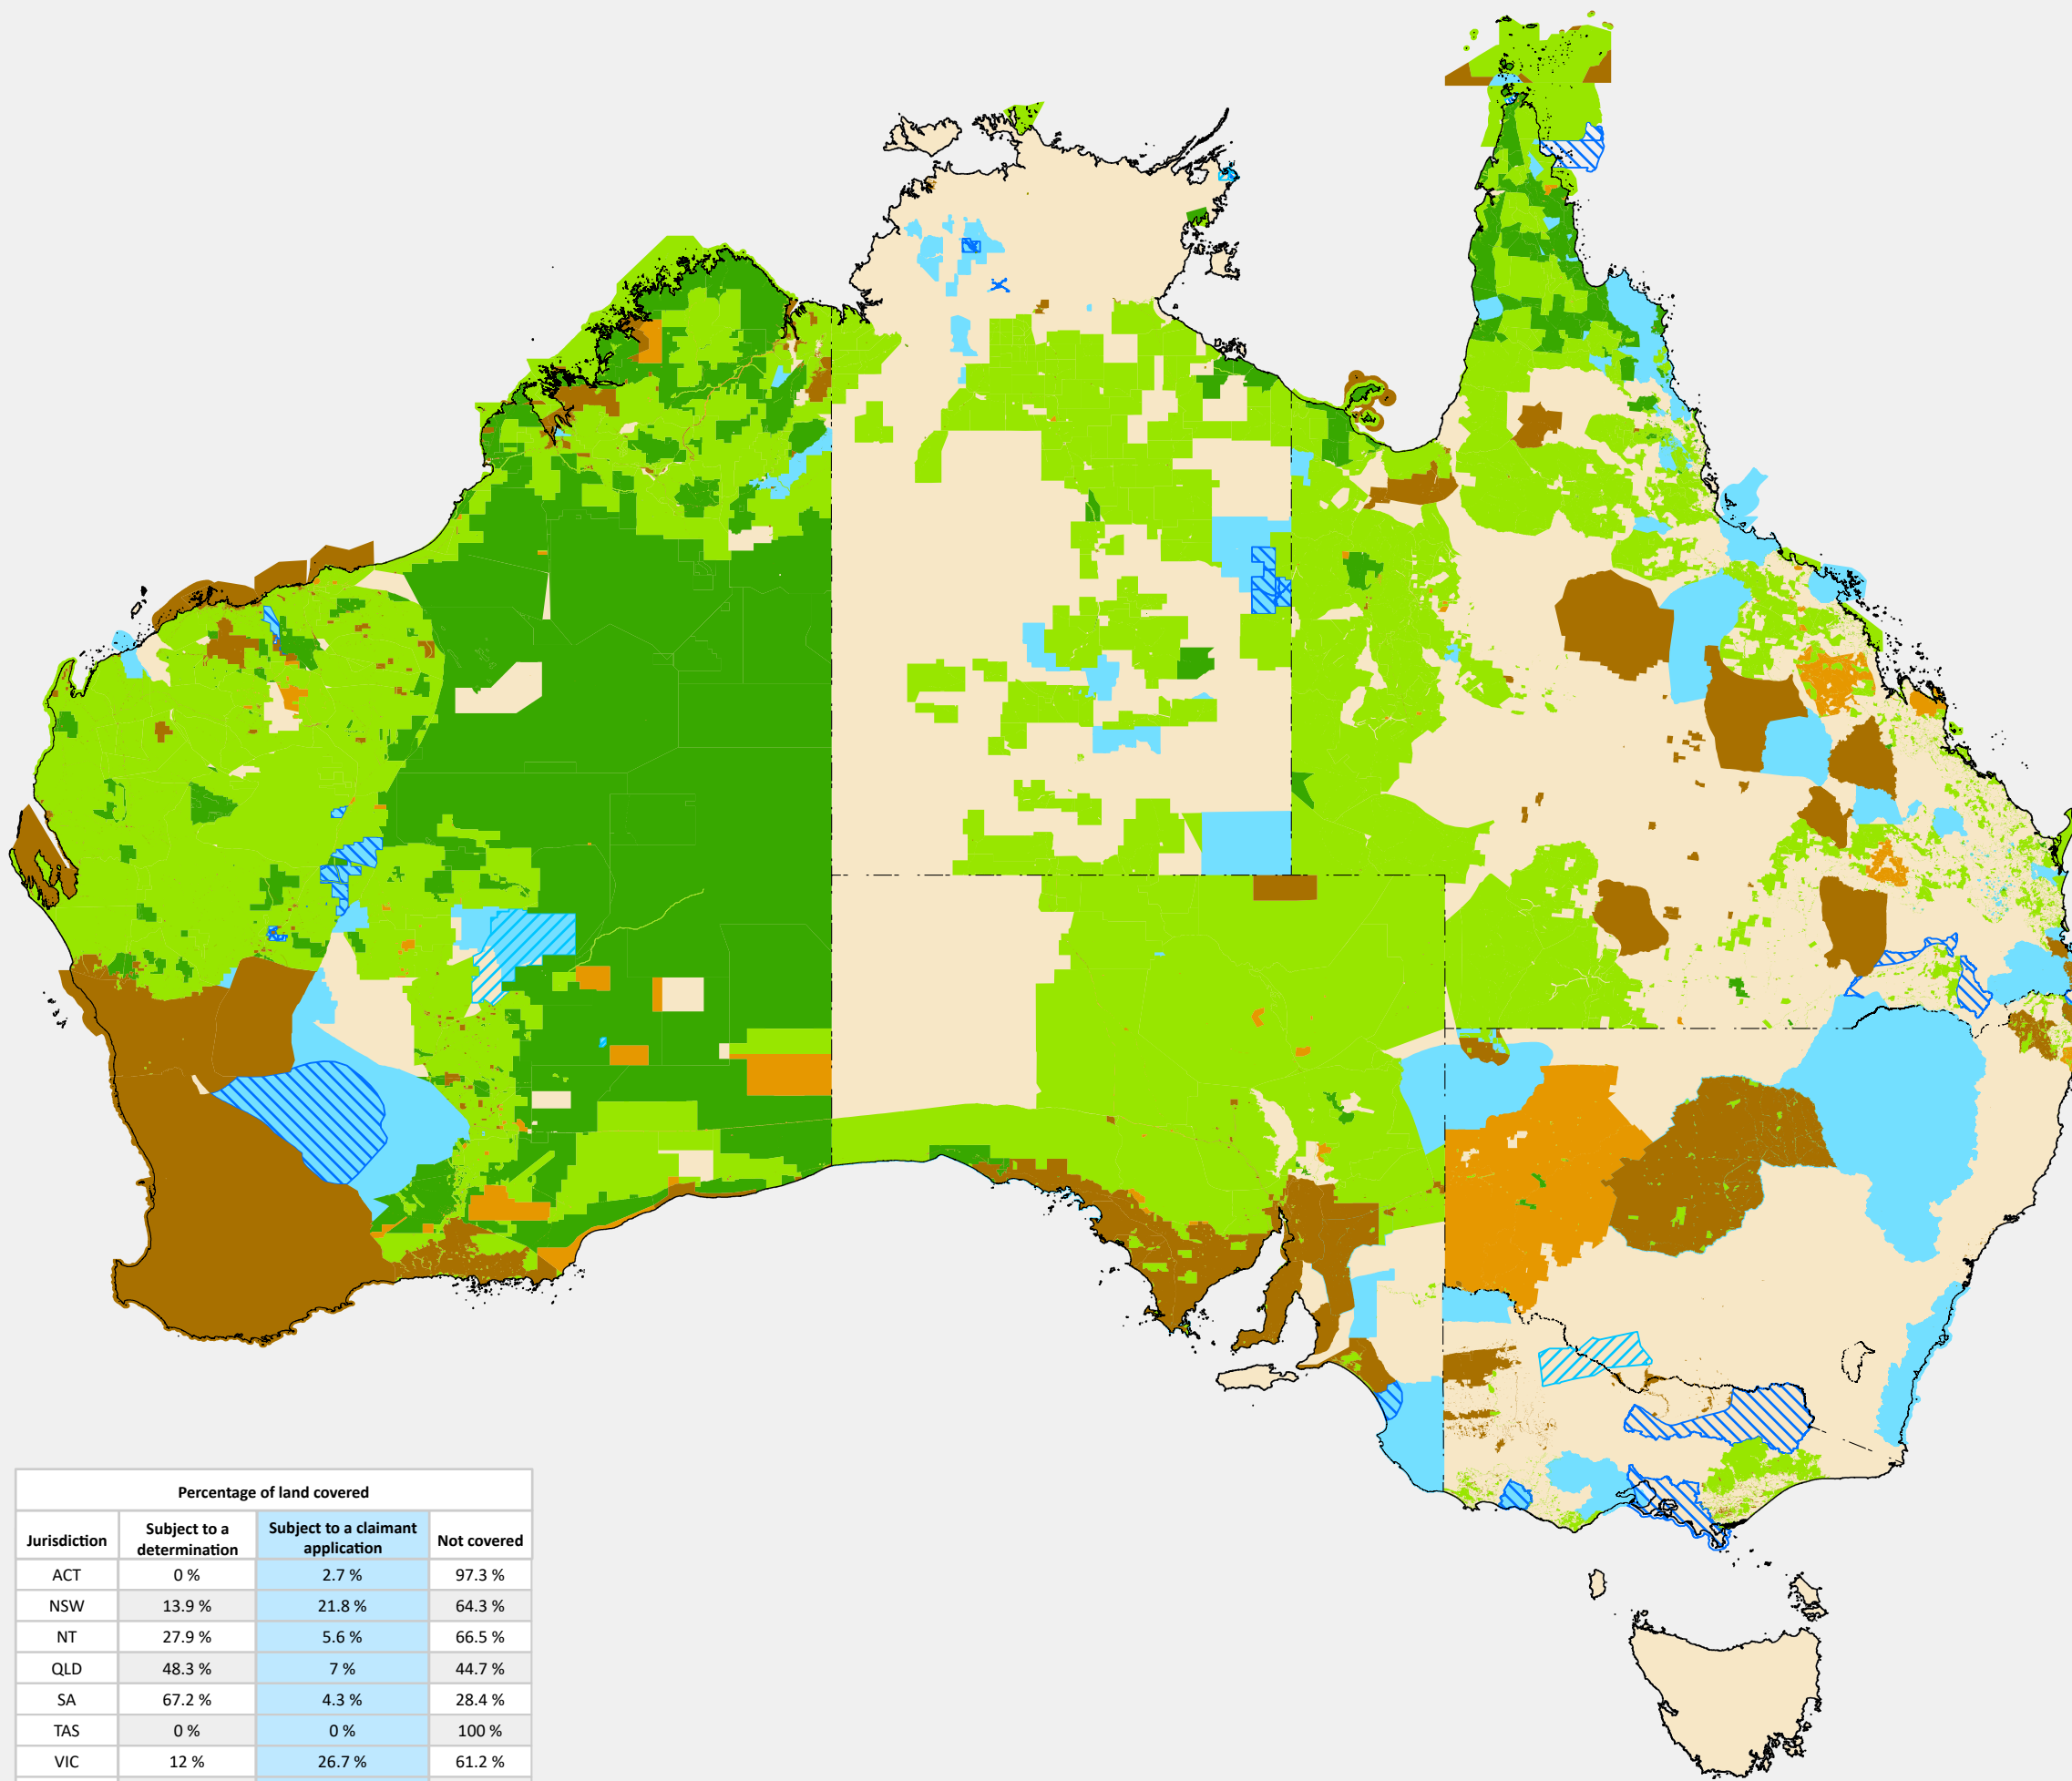 Percentage of land covered
Jurisdiction Subject to a determination Subject to a claimant application Not covered
ACT 0 % 2.7 % 97.3 %
NSW 13.9 % 21.8 % 64.3 %
NT 27.9 % 5.6 % 66.5 %
QLD 48.3 % 7 % 44.7 %
SA 67.2 % 4.3 % 28.4 %
TAS 0 % 0 % 100 %
VIC 12 % 26.7 % 61.2 %